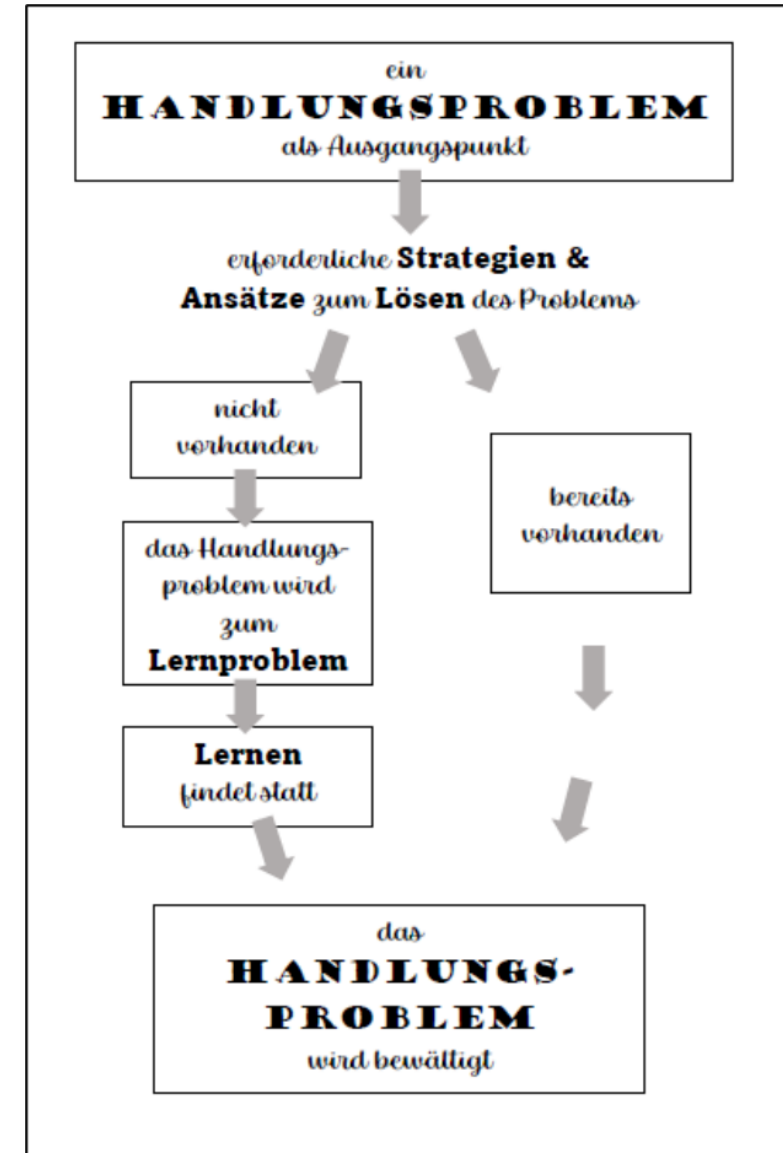 ein
HANDLUNGSPROBLEM
als Ausgangspunkt
erforderliche Strategien &
Ansätze zum Lösen des Problems
nicht
vorhanden
das Handlungs-
problem wird
zum
Lernproblem
Lernen
findet statt
bereits
vorhanden
das
HANDLUNGS-
PROBLEM
wird bewältigt